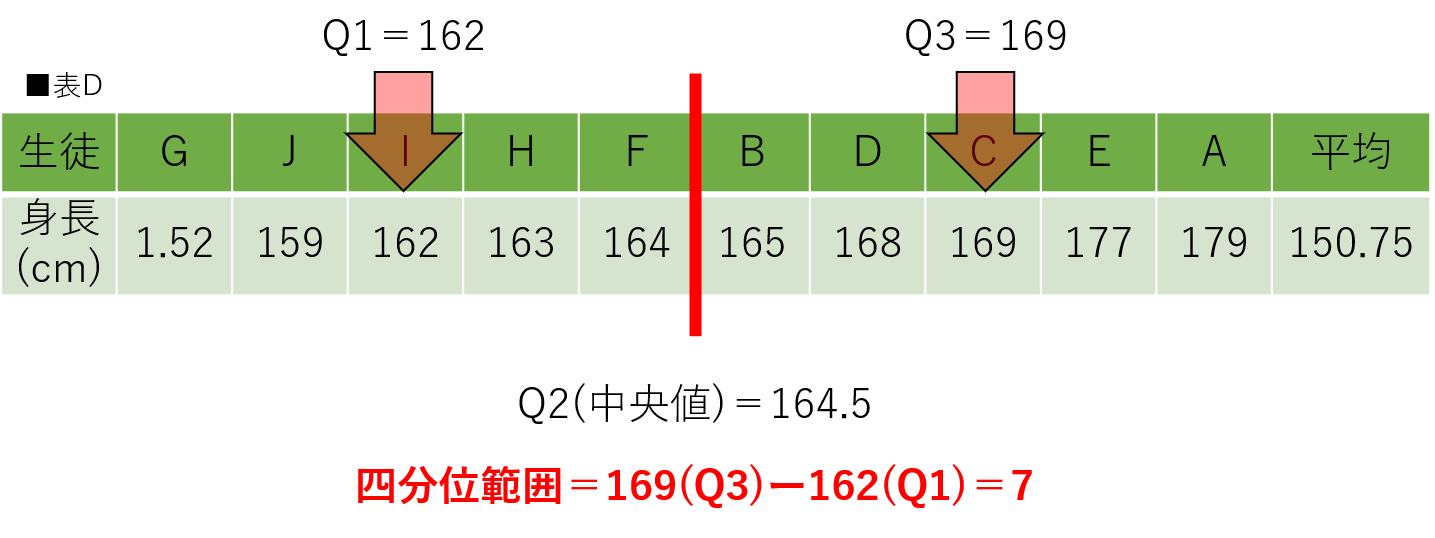 Q1＝162
Q3＝169
■表D
生徒 G J I H F B D C E A 平均
身長(cm) 1.52 159 162 163 164 165 168 169 177 179 150.75
Q2(中央値)＝164.5
四分位範囲＝169(Q3)ー162(Q1)＝7